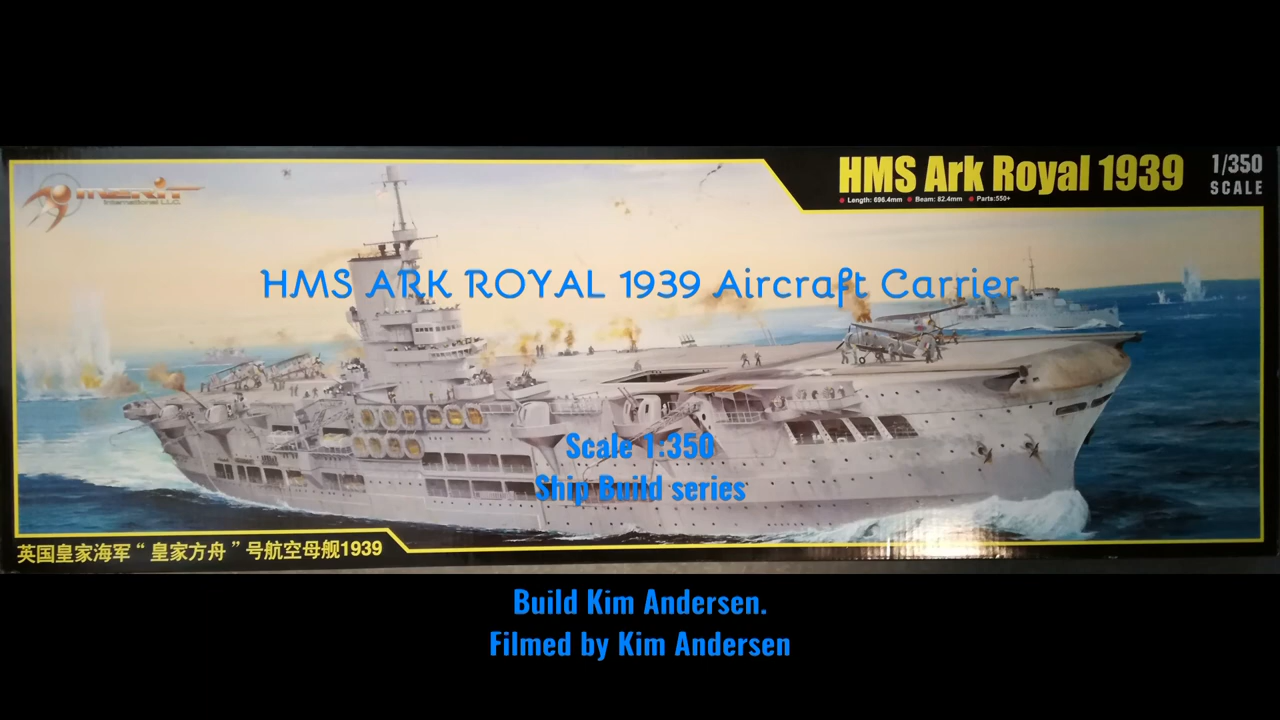 MERIT
International L.L.C.
HMS Ark Royal 1939
1/350
SCALE
Length: 696.4mm Beam: 82.4mm Parts:550+
HMS ARK ROYAL 1939 Aircraft Carrier
Scale 1:350
Ship Build series
英国皇家海军“皇家方舟”号航空母舰1939
Build Kim Andersen.
Filmed by Kim Andersen